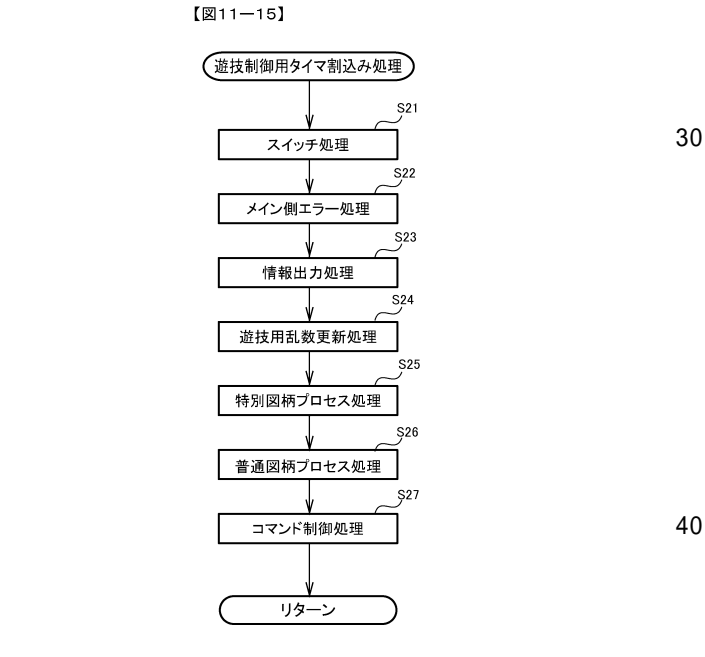 【図11－15】
遊技制御用タイマ割込み処理
S21
スイッチ処理
30
S22
メイン側エラー処理
S23
情報出力処理
S24
遊技用乱数更新処理
S25
特別図柄プロセス処理
S26
普通図柄プロセス処理
S27
コマンド制御処理
40
リターン